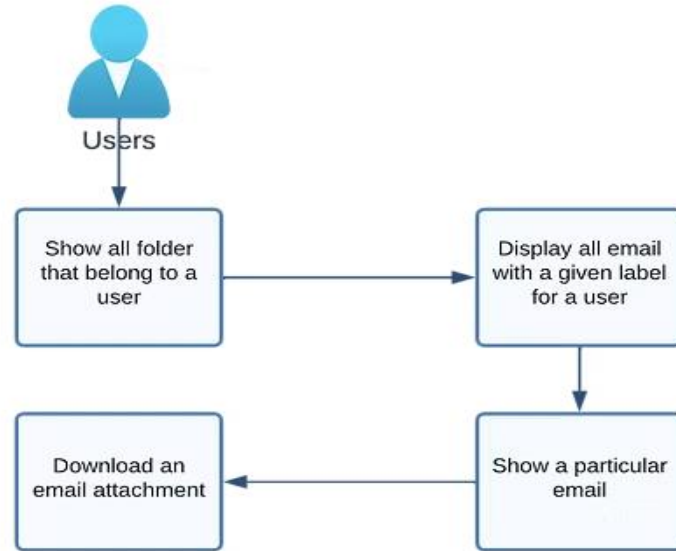 Users
Show all folder
that belong to a
user
Display all email
with a given label
for a user
Show a particular
email
Download an
email attachment